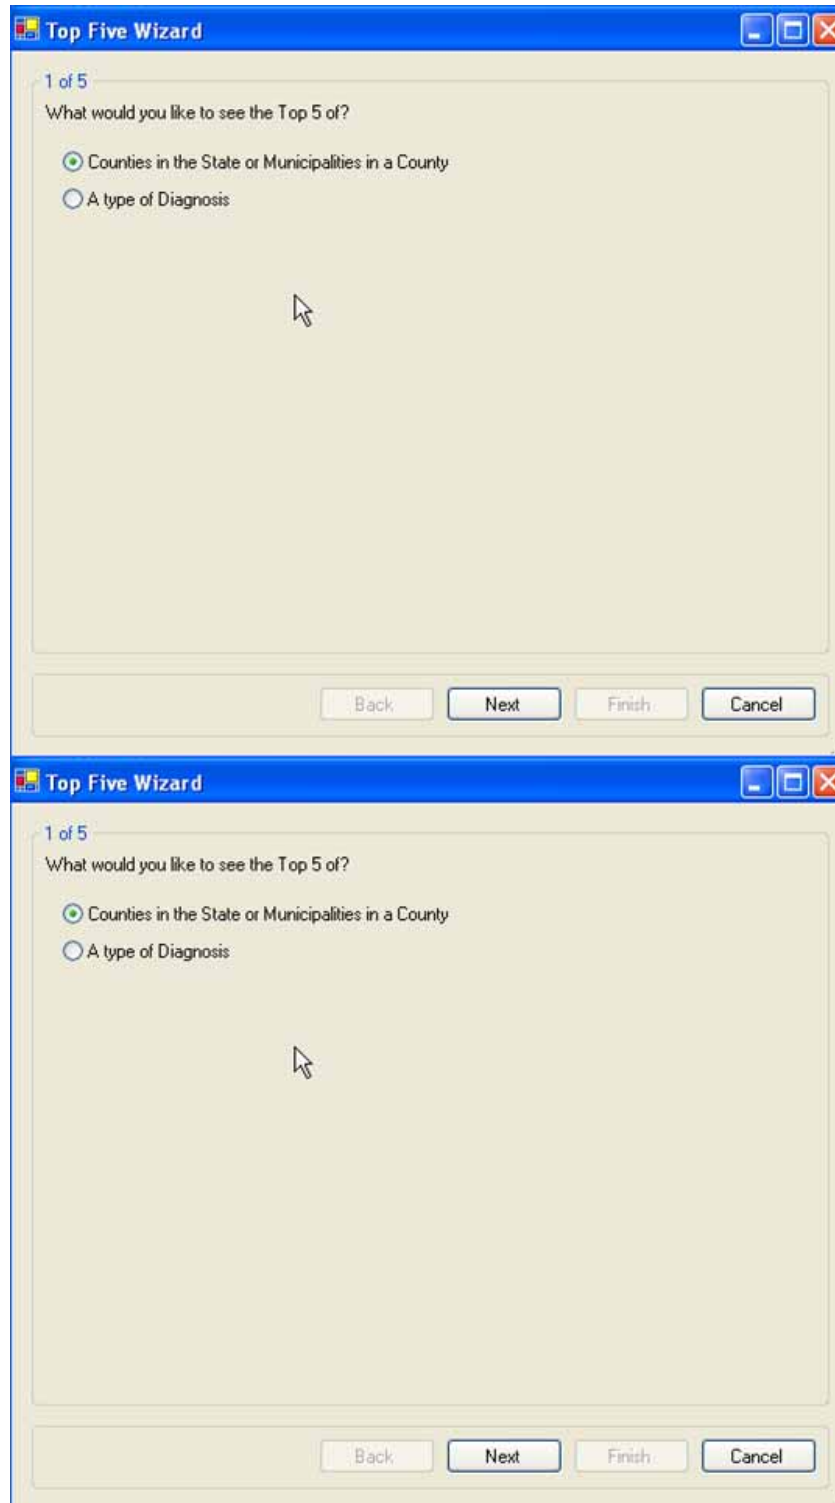 Top Five Wizard
1 of 5
What would you like to see the Top 5 of?
Counties in the State or Municipalities in a County
A type of Diagnosis
Back Next Finish Cancel
Top Five Wizard
1 of 5
What would you like to see the Top 5 of?
Counties in the State or Municipalities in a County
A type of Diagnosis
Back Next Finish Cancel